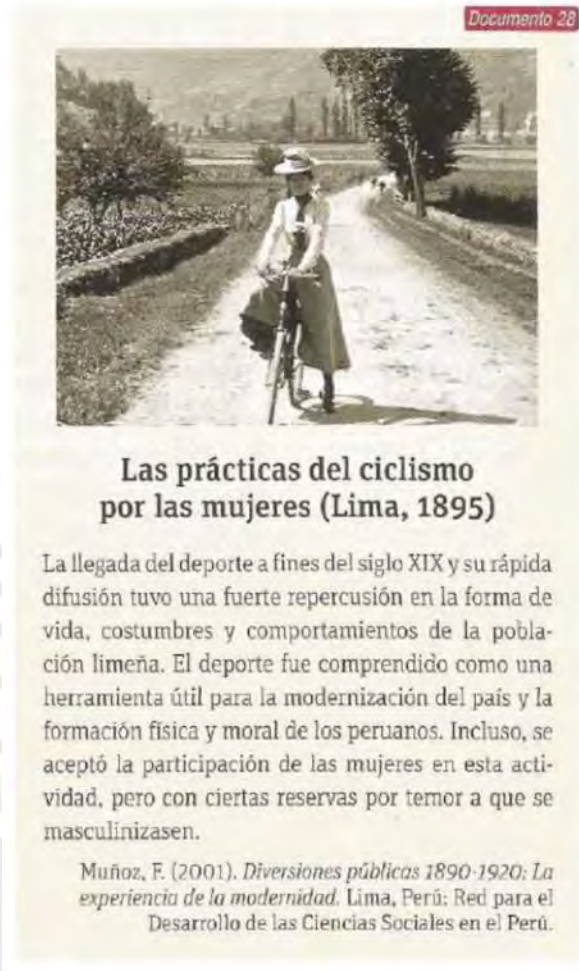 Documento 28
Las prácticas del ciclismo
por las mujeres (Lima, 1895)
La llegada del deporte a fines del siglo XIX y su rápida
difusión tuvo una fuerte repercusión en la forma de
vida, costumbres y comportamientos de la pobla-
ción limeña. El deporte fue comprendido como una
herramienta útil para la modernización del país y la
formación física y moral de los peruanos. Incluso, se
aceptó la participación de las mujeres en esta acti-
vidad, pero con ciertas reservas por temor a que se
masculinizasen.
Muñoz, F. (2001). Diversiones públicas 1890-1920: La
experiencia de la modernidad. Lima, Perú: Red para el
Desarrollo de las Ciencias Sociales en el Perú.